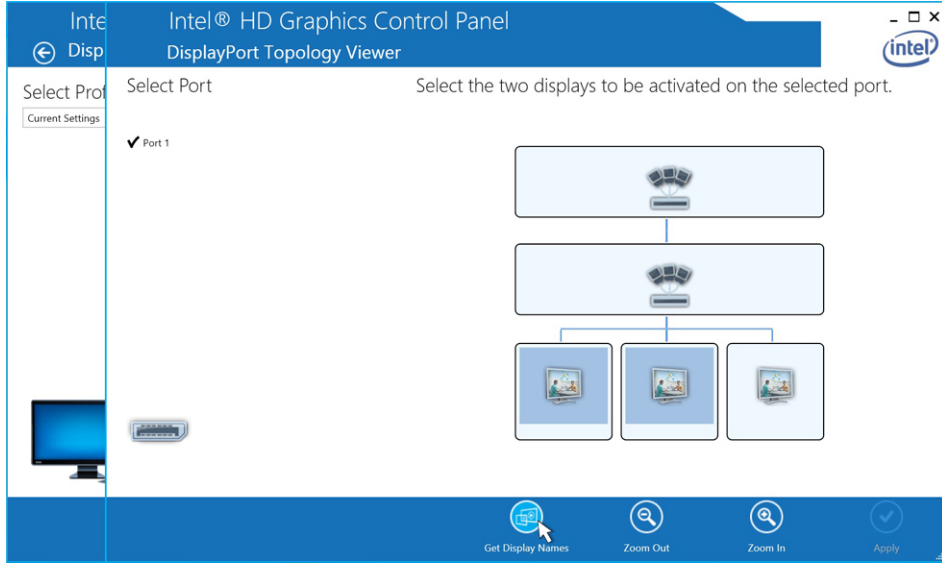 Inte
Disp
Intel® HD Graphics Control Panel
DisplayPort Topology Viewer
intel
Select Prof
Current Settings
Select Port
Select the two displays to be activated on the selected port.
✔ Port 1
Get Display Names
Zoom Out
Zoom In
Apply